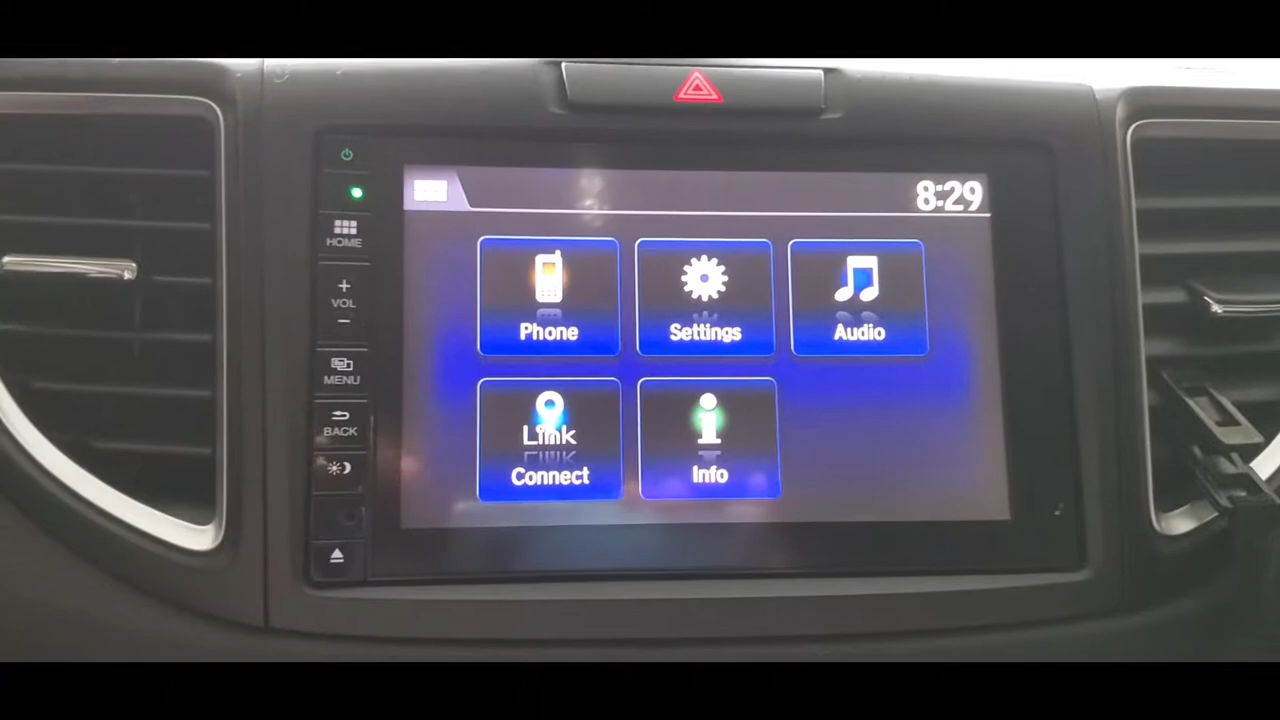 8:29
HOME
+
VOL
−
MENU
BACK
Phone
Settings
Audio
Link
Connect
Info